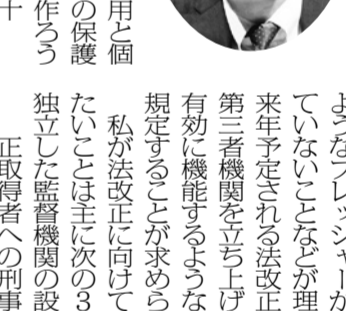 用と個
の保護
作ろう
十
ようなプレッシャーが
ていないことなどが理
来年予定される法改正
第三者機関を立ち上げ
有効に機能するような
規定することが求めら
私が法改正に向けて
たいことは主に次の3
独立した監督機関の設
正取得者への刑事